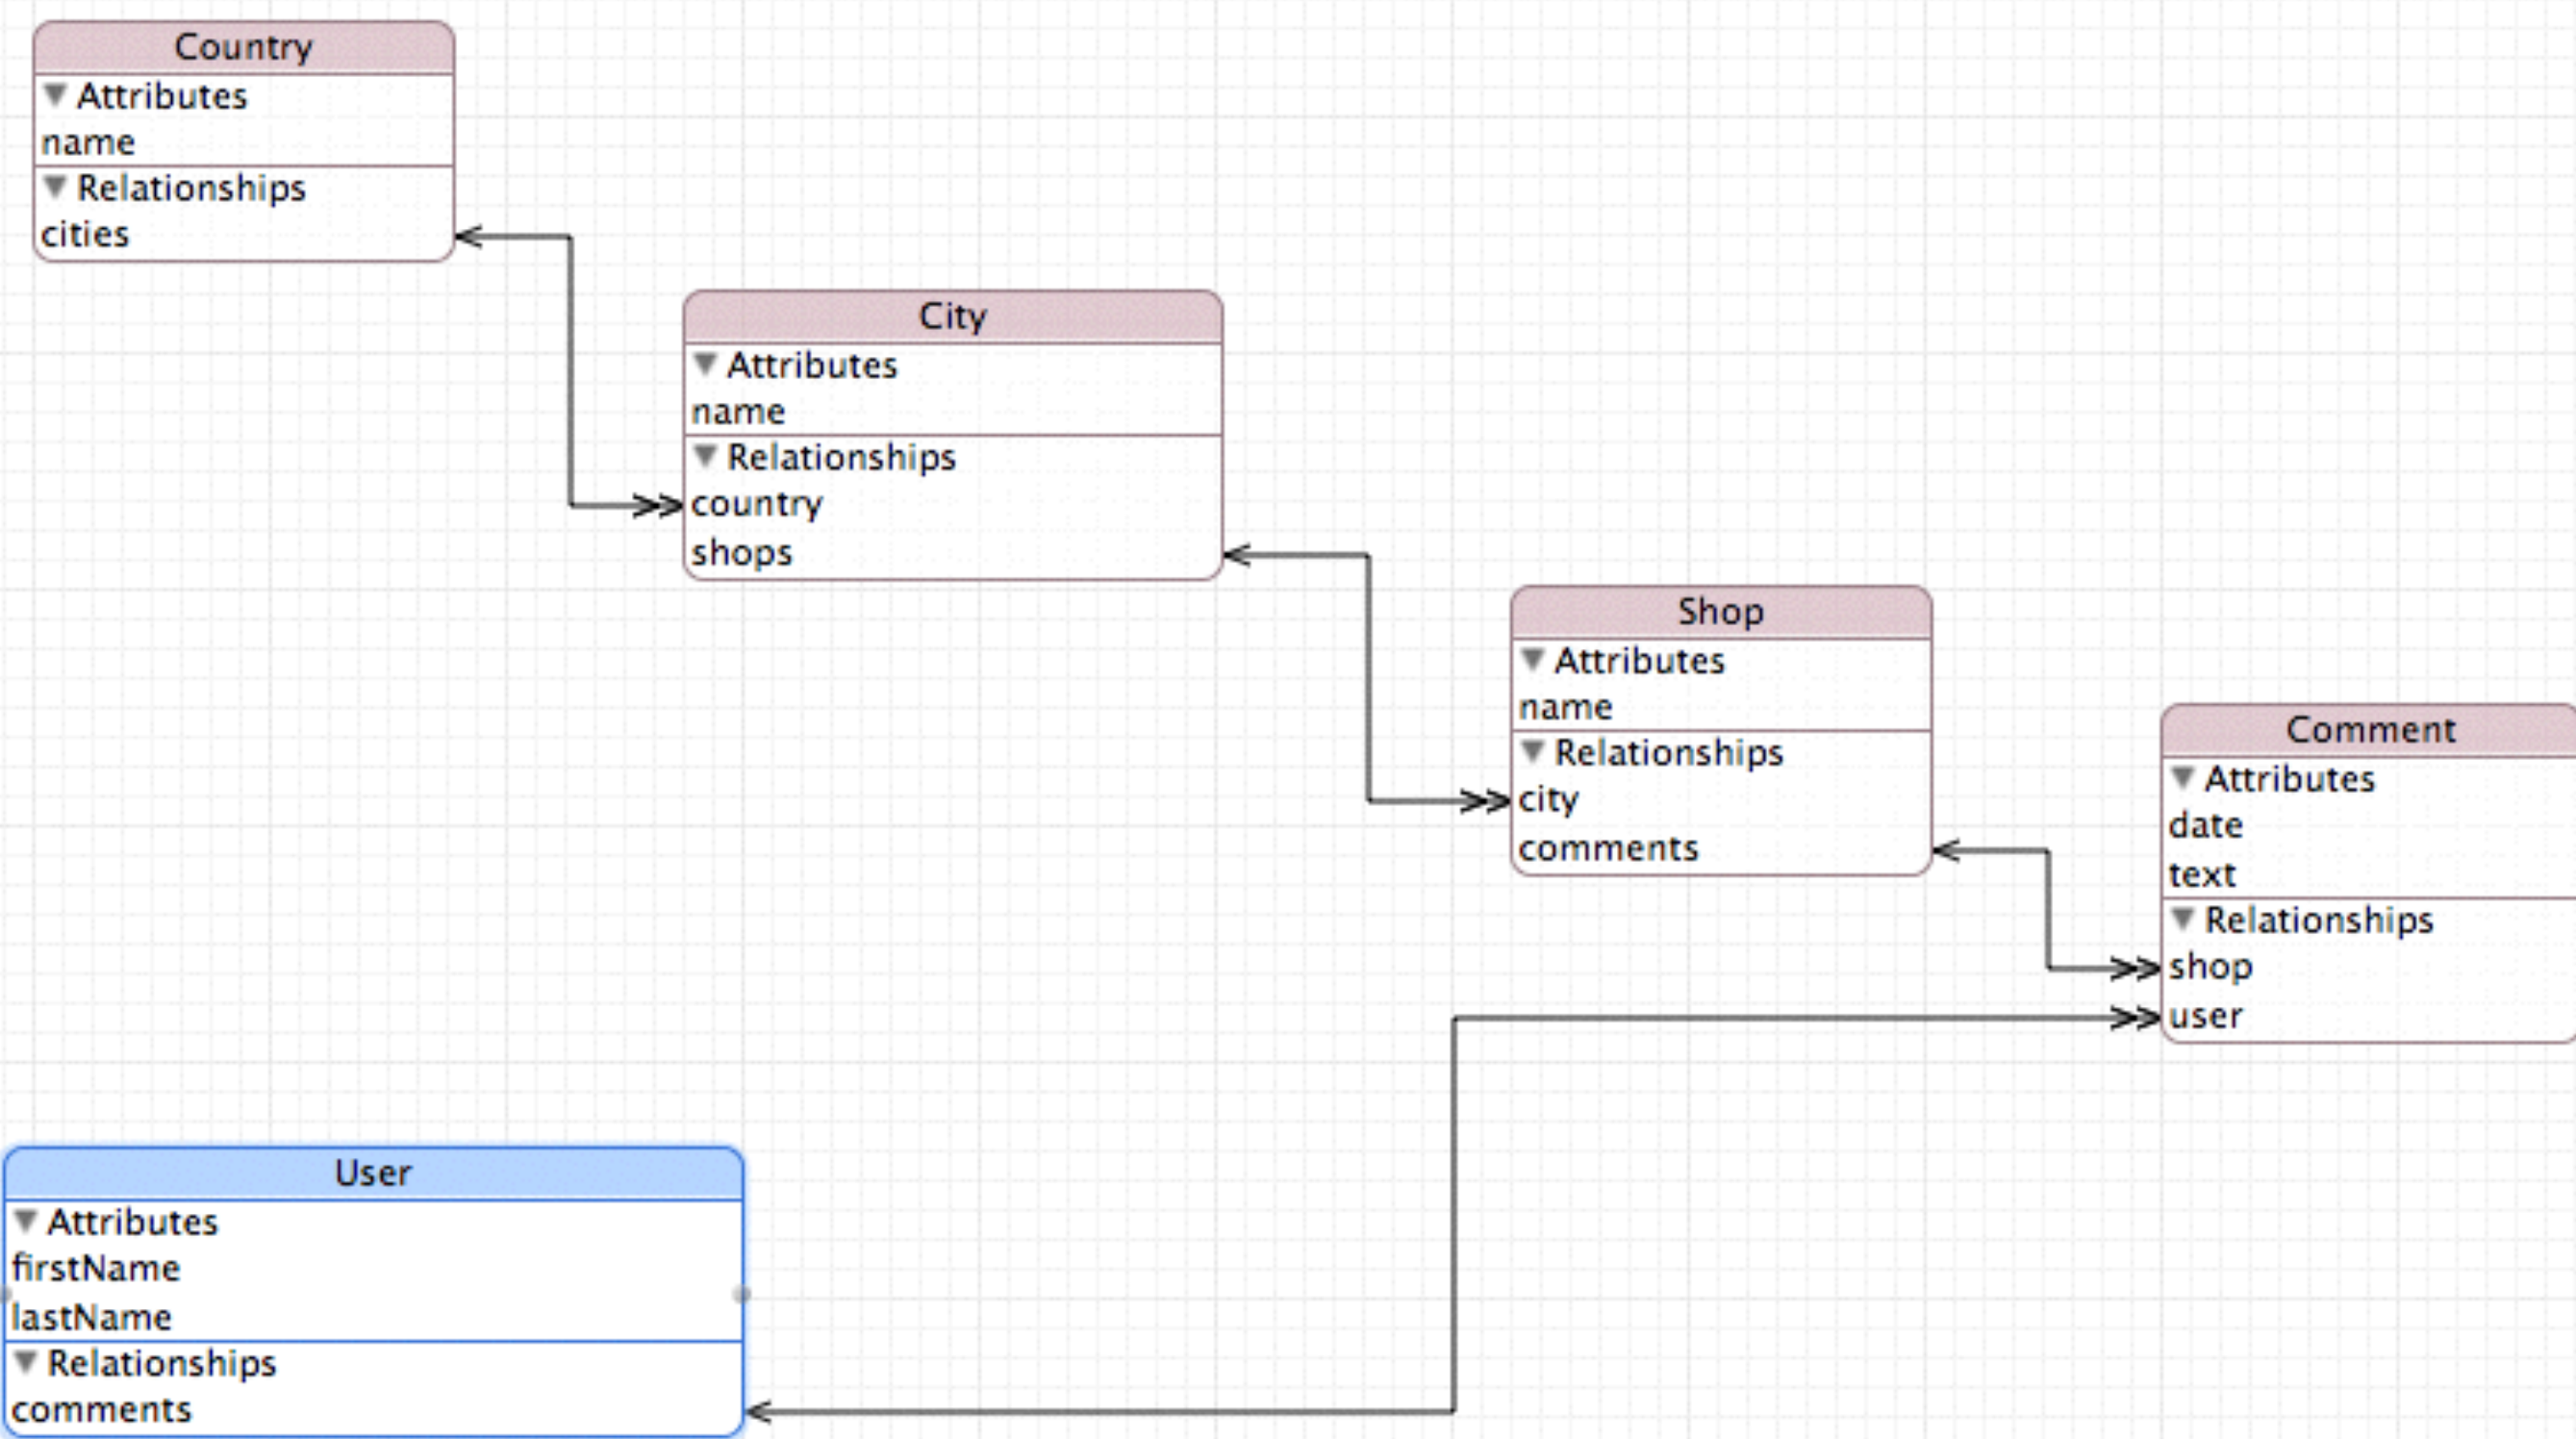 Country
Attributes
name
Relationships
cities
City
Attributes
name
Relationships
country
shops
Shop
Attributes
name
Relationships
city
comments
Comment
Attributes
date
text
Relationships
shop
user
User
Attributes
firstName
lastName
Relationships
comments